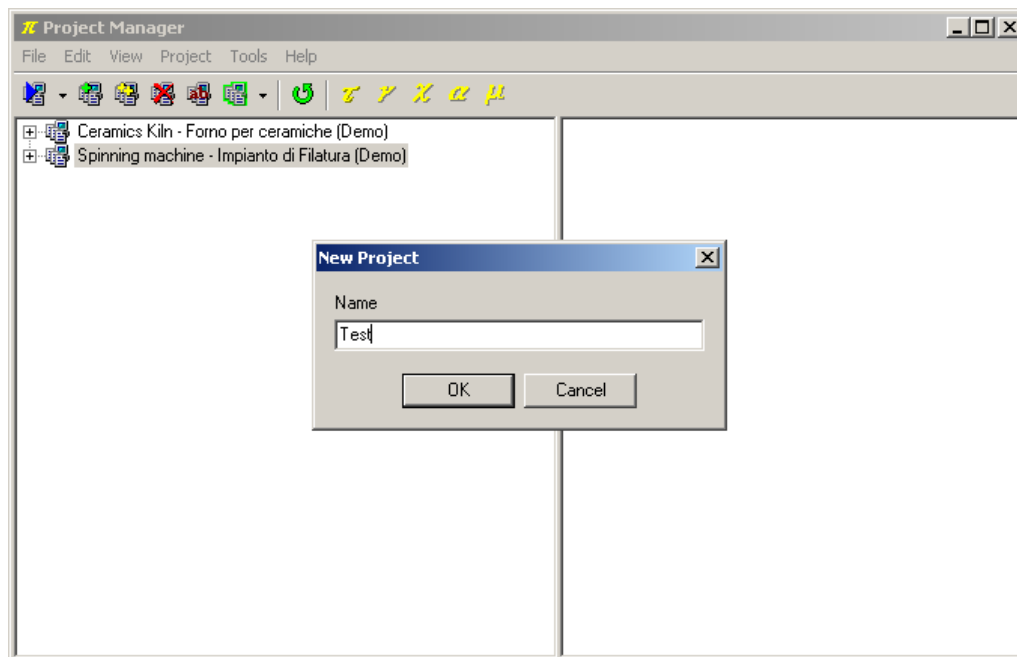 π Project Manager
File Edit View Project Tools Help
ab
τ γ χ α μ
Ceramics Kiln - Forno per ceramiche (Demo)
Spinning machine - Impianto di Filatura (Demo)
New Project
Name
Test
OK Cancel